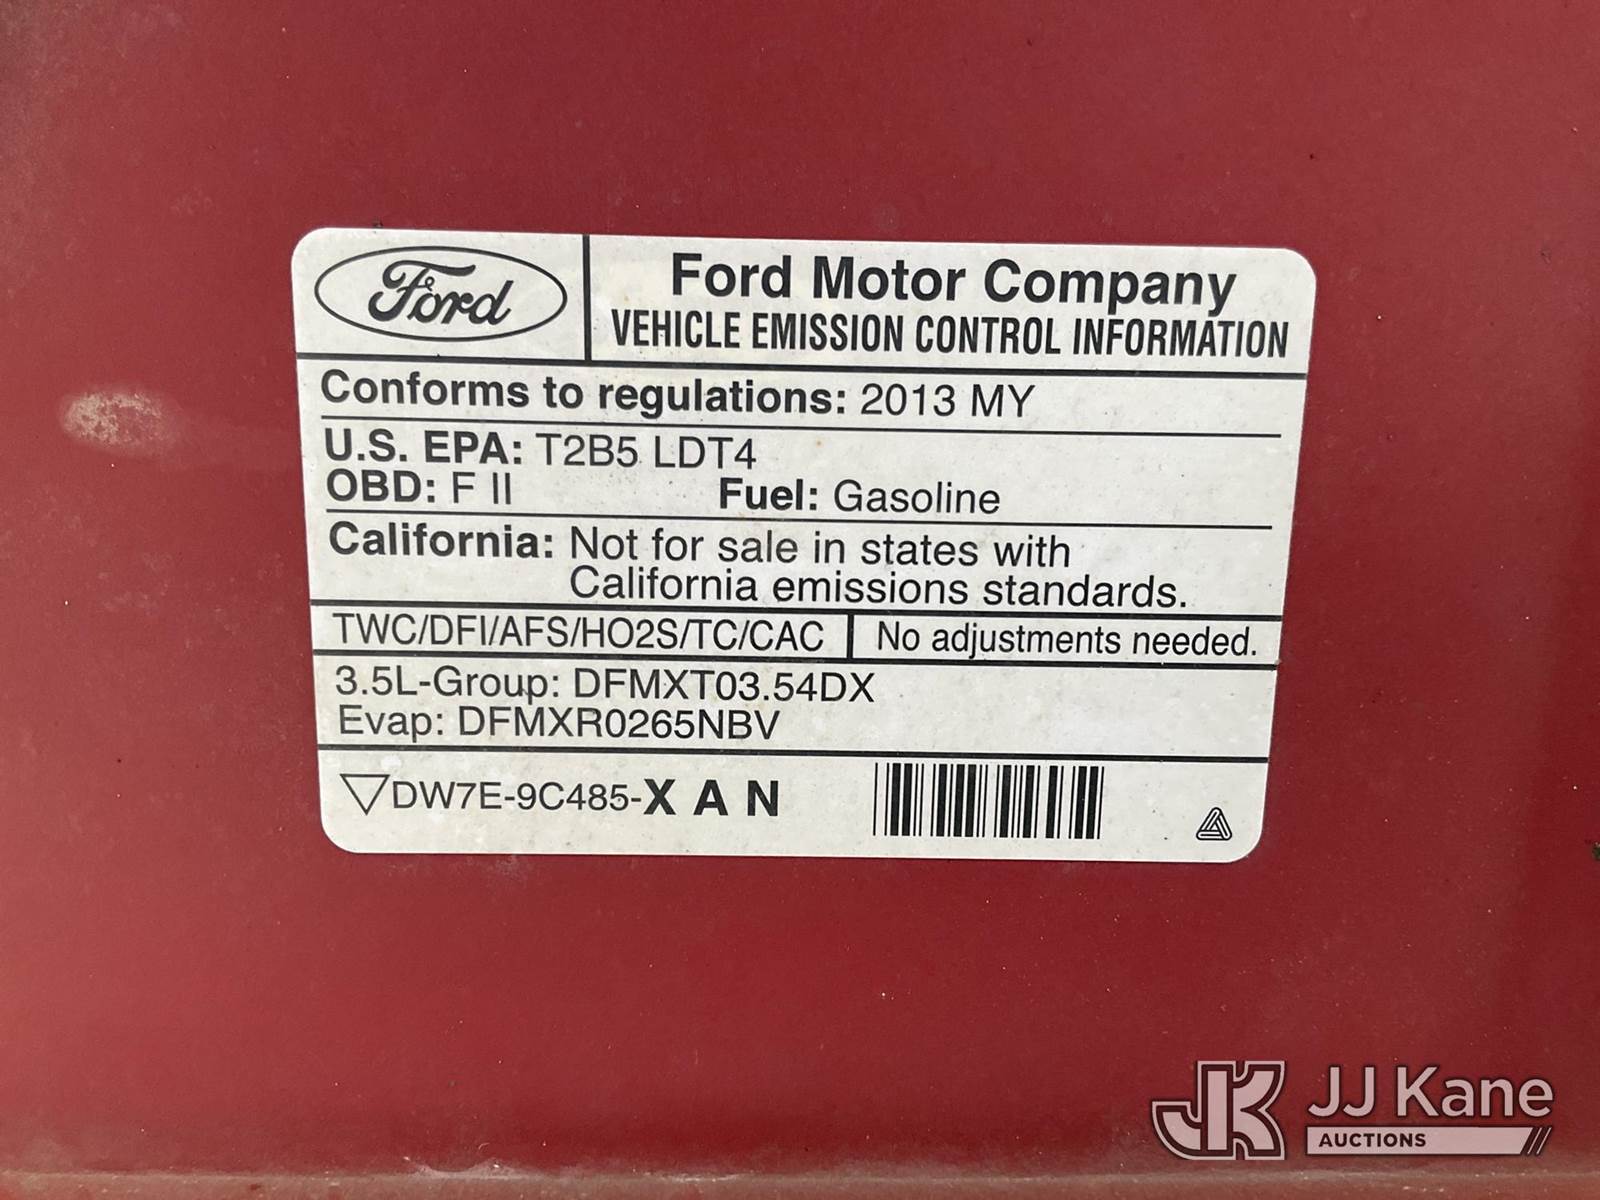 Ford
Ford Motor Company
VEHICLE EMISSION CONTROL INFORMATION
Conforms to regulations: 2013 MY
U.S. EPA: T2B5 LDT4
OBD: F II Fuel: Gasoline
California: Not for sale in states with
California emissions standards.
TWC/DFI/AFS/HO2S/TC/CAC No adjustments needed.
3.5L-Group: DFMXT03.54DX
Evap: DFMXR0265NBV
DW7E-9C485-X A N
JK JJ Kane
AUCTIONS